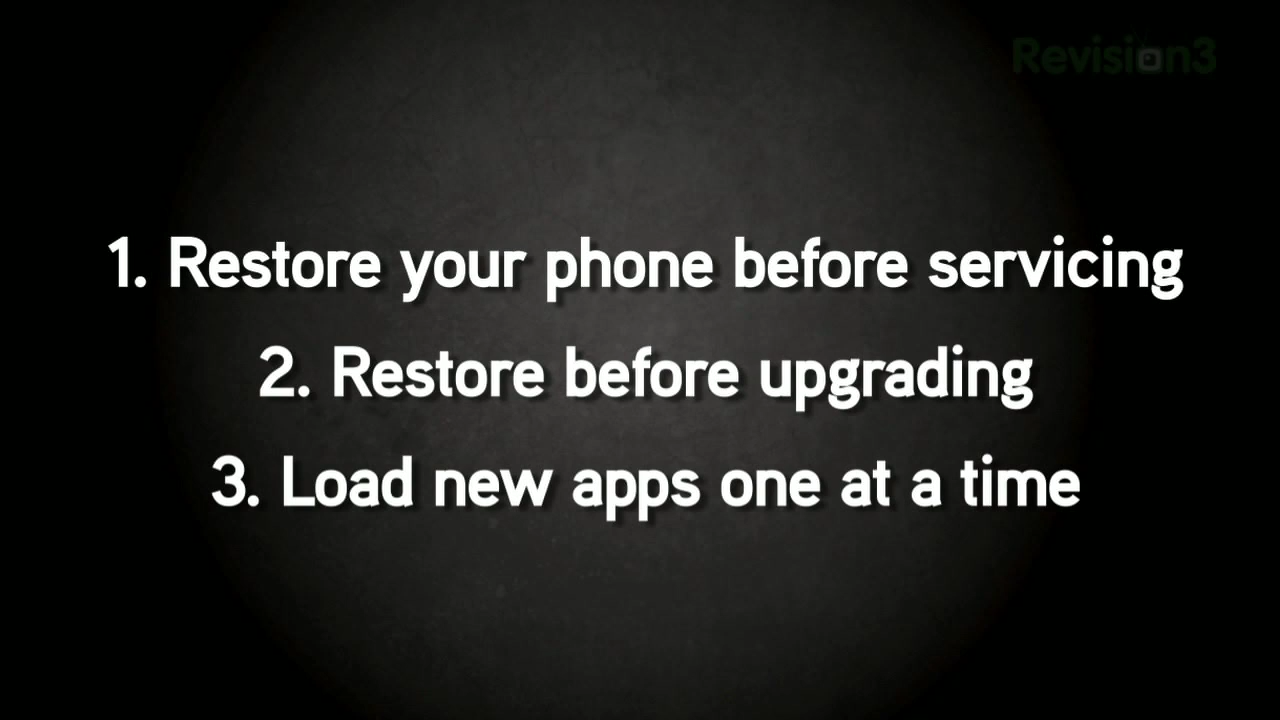 Revision3
1. Restore your phone before servicing
2. Restore before upgrading
3. Load new apps one at a time